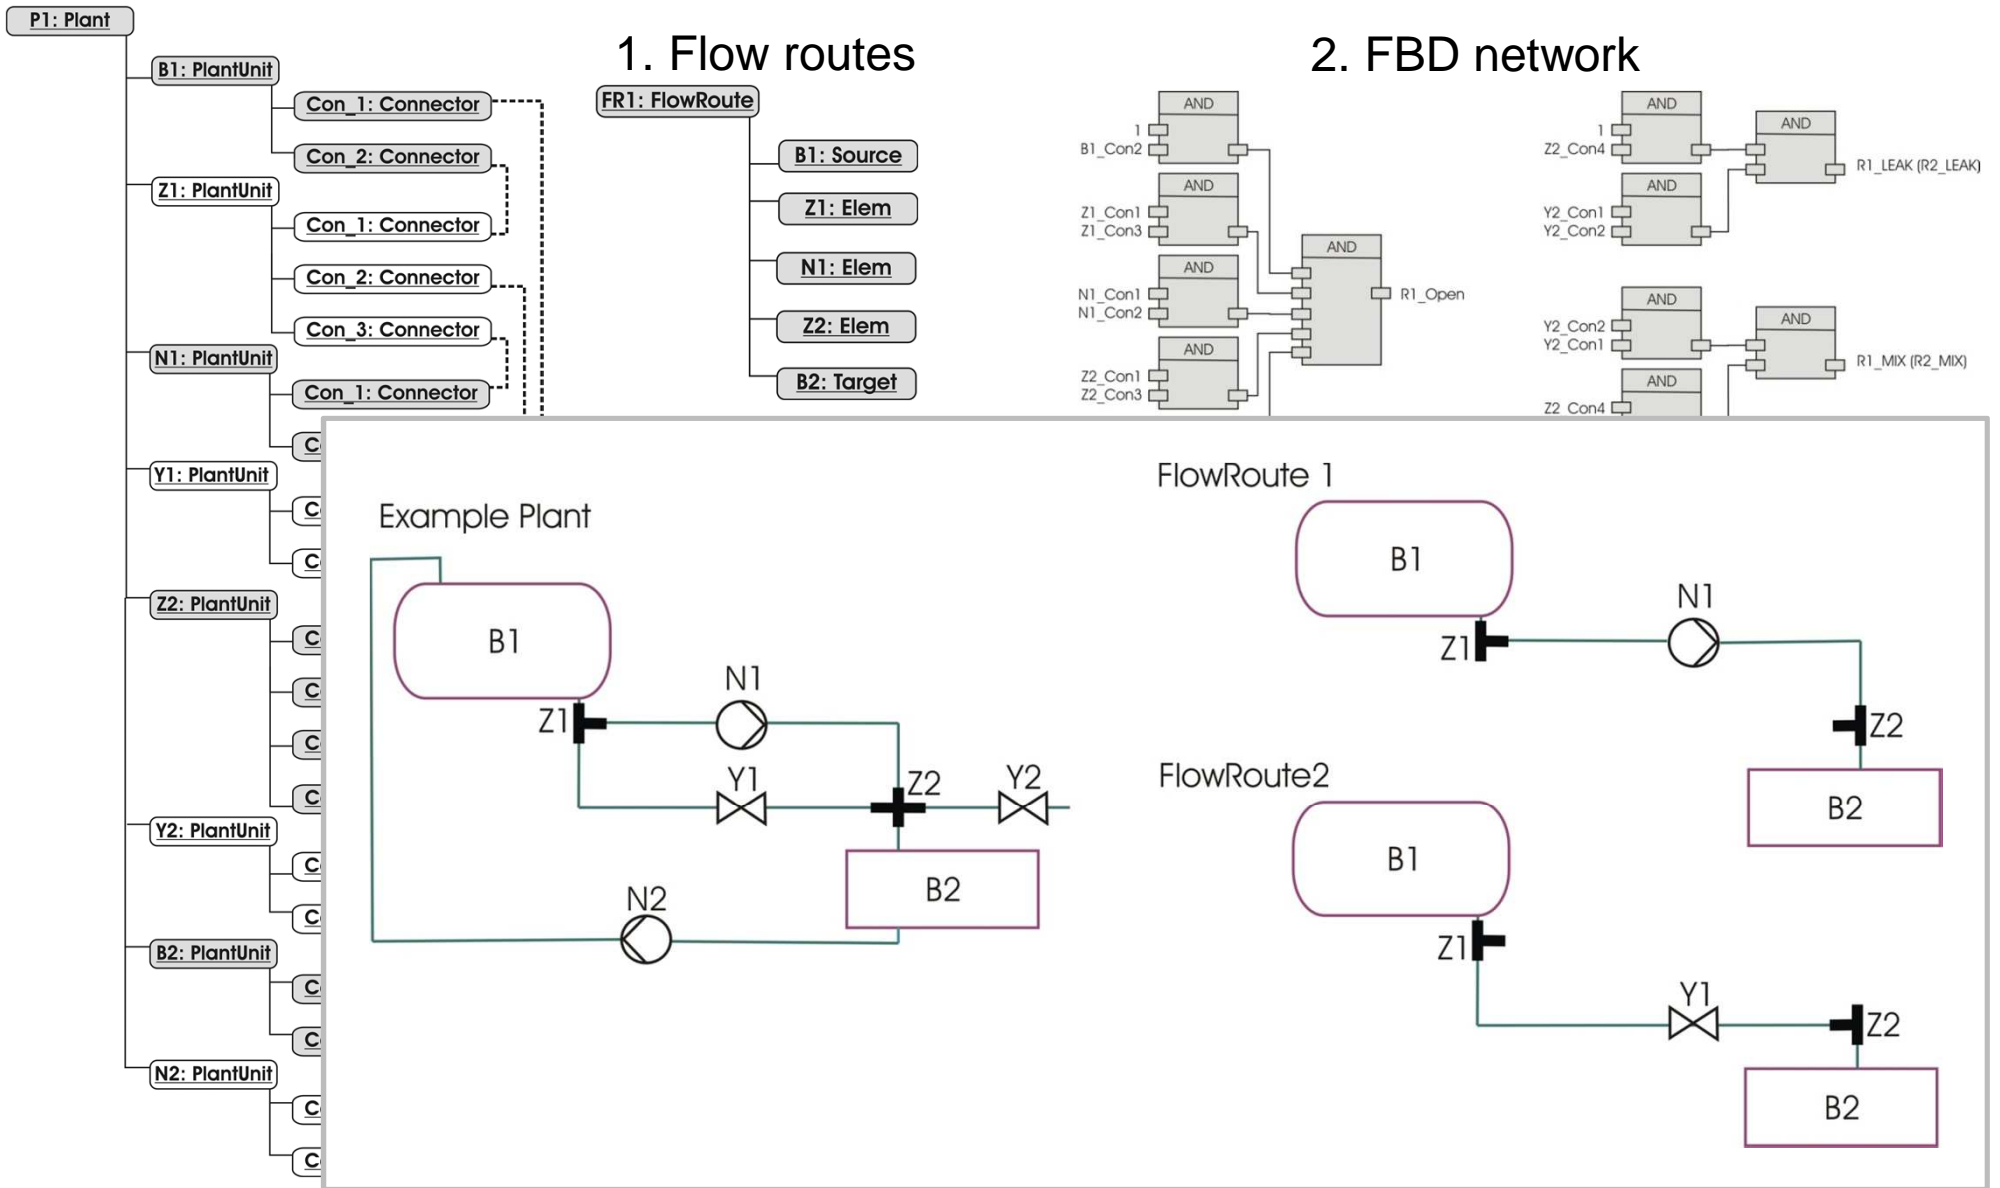 P1: Plant
B1: PlantUnit
Con_1: Connector
Con_2: Connector
Z1: PlantUnit
Con_1: Connector
Con_2: Connector
Con_3: Connector
N1: PlantUnit
Con_1: Connector
C
Y1: PlantUnit
C
C
Z2: PlantUnit
C
C
C
C
Y2: PlantUnit
C
C
B2: PlantUnit
C
C
N2: PlantUnit
C
C
1. Flow routes
FR1: FlowRoute
B1: Source
Z1: Elem
N1: Elem
Z2: Elem
B2: Target
2. FBD network
AND
1
B1_Con2
AND
Z1_Con1
Z1_Con3
AND
N1_Con1
N1_Con2
AND
Z2_Con1
Z2_Con3
AND
R1_Open
AND
1
Z2_Con4
AND
Y2_Con1
Y2_Con2
AND
R1_LEAK (R2_LEAK)
AND
Y2_Con2
Y2_Con1
AND
Z2_Con4
AND
R1_MIX (R2_MIX)
Example Plant
B1
N1
Z1
Y1
Z2
Y2
B2
N2
FlowRoute 1
B1
N1
Z1
Z2
B2
FlowRoute2
B1
Z1
Y1
Z2
B2